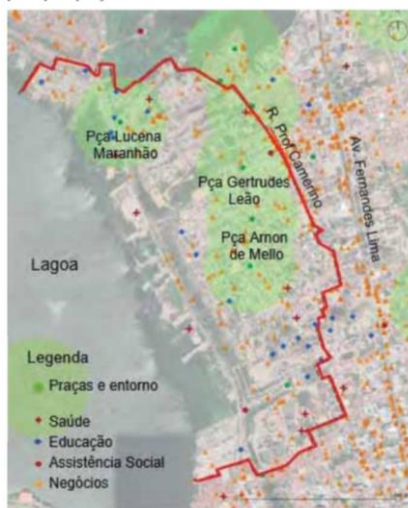 Pça Lucena
Maranhão
R. Prof Camerino
Av. Fernandes Lima
Pça Gertrudes
Leão
Pça Arnon
de Mello
Lagoa
Legenda
Praças e entorno
Saúde
Educação
Assistência Social
Negócios